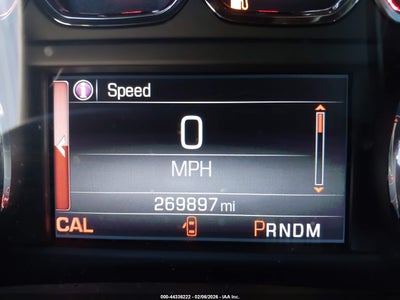 Speed
0
MPH
269897 mi
CAL
PRNDM
000-44336222 - 02/06/2026 - IAA Inc.